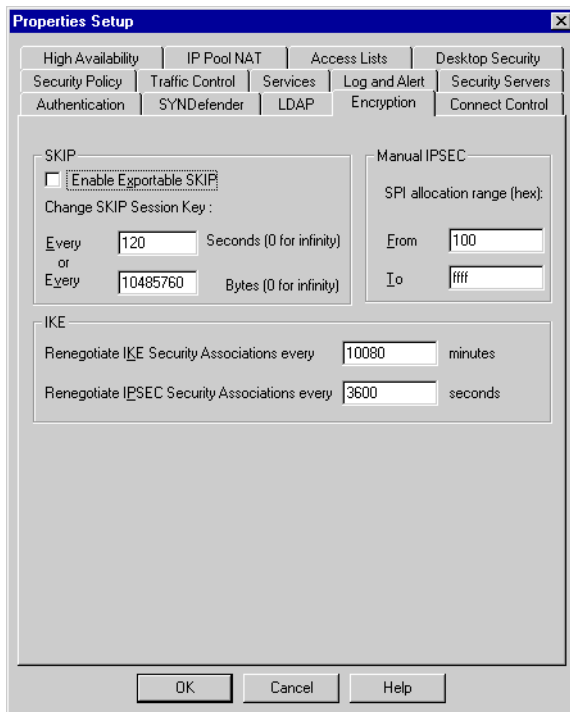 Properties Setup
High Availability IP Pool NAT Access Lists Desktop Security
Security Policy Traffic Control Services Log and Alert Security Servers
Authentication SYNDefender LDAP Encryption Connect Control
SKIP
Enable Exportable SKIP
Change SKIP Session Key :
Every 120 Seconds (0 for infinity)
or
Every 10485760 Bytes (0 for infinity)
Manual IPSEC
SPI allocation range (hex):
From 100
To ffff
IKE
Renegotiate IKE Security Associations every 10080 minutes
Renegotiate IPSEC Security Associations every 3600 seconds
OK Cancel Help